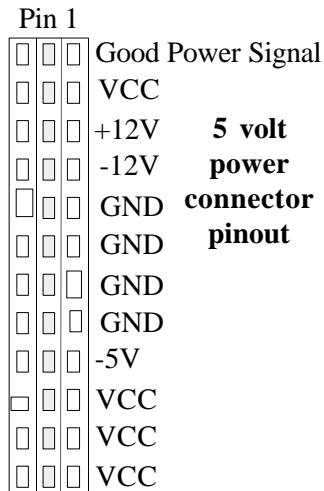 Pin 1
Good Power Signal
VCC
+12V
-12V
GND
GND
GND
GND
-5V
VCC
VCC
VCC
5 volt
power
connector
pinout